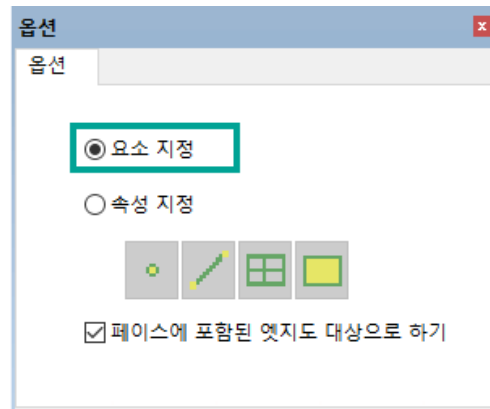 옵션
옵션
요소 지정
속성 지정
페이스에 포함된 엣지도 대상으로 하기